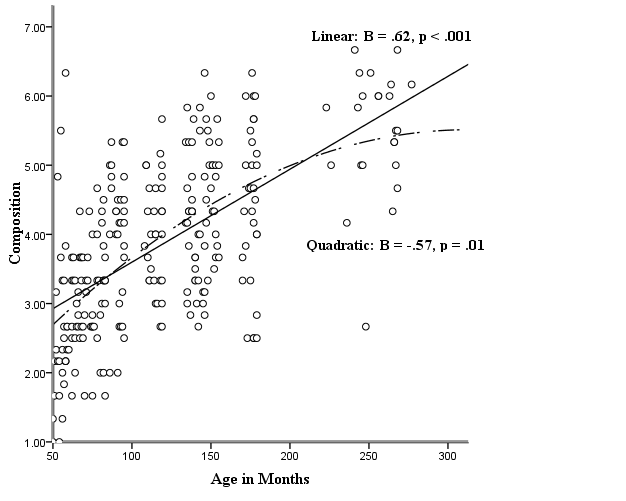 Linear: B = .62, p < .001
7.00
6.00
5.00
4.00
3.00
2.00
1.00
Composition
Quadratic: B = -.57, p = .01
50 100 150 200 250 300
Age in Months